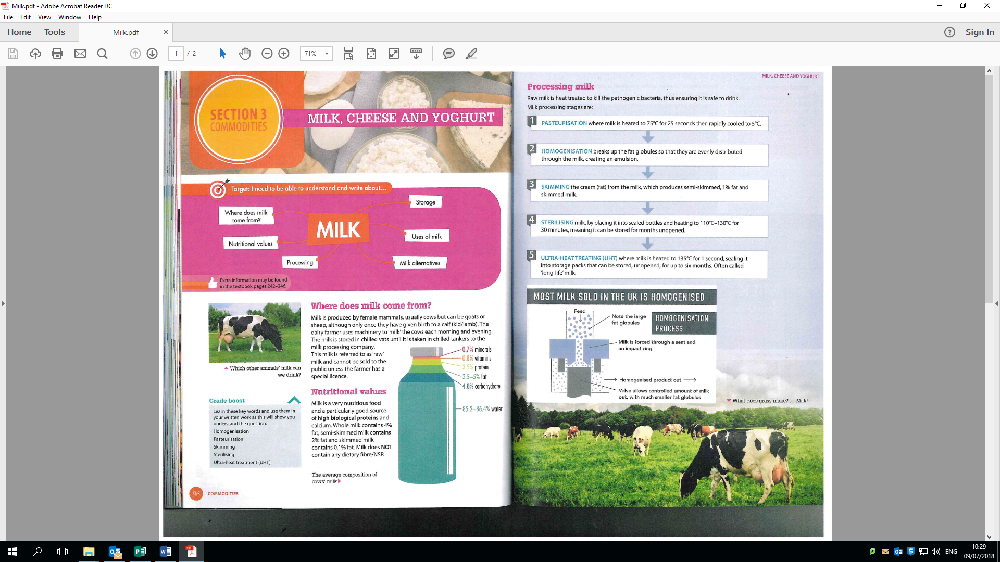 Milk.pdf - Adobe Acrobat Reader DC
File Edit View Window Help
Home Tools Milk.pdf × Sign In
1 / 2 71%
SECTION 3
COMMODITIES
MILK, CHEESE AND YOGHURT
Target: I need to be able to understand and write about...
Where does milk
come from?
Nutritional values
Processing
MILK
Storage
Uses of milk
Milk alternatives
Extra information may be found
in the textbook pages 242–246.
Which other animals' milk can
we drink?
Grade boost
Learn these key words and use them in
your written work as this will show you
understand the question:
Homogenisation
Pasteurisation
Skimming
Sterilising
Ultra-heat treatment (UHT)
Where does milk come from?
Milk is produced by female mammals, usually cows but can be goats or
sheep, although only once they have given birth to a calf (kid/lamb). The
dairy farmer uses machinery to 'milk' the cows each morning and evening.
The milk is stored in chilled vats until it is taken in chilled tankers to the
milk processing company.
This milk is referred to as 'raw'
milk and cannot be sold to the
public unless the farmer has a
special licence.
Nutritional values
Milk is a very nutritious food
and a particularly good source
of high biological proteins and
calcium. Whole milk contains 4%
fat, semi-skimmed milk contains
2% fat and skimmed milk
contains 0.1% fat. Milk does NOT
contain any dietary fibre/NSP.
The average composition of
cows' milk
0.7% minerals
0.8% vitamins
3.5% protein
3.5–5% fat
4.8% carbohydrate
85.2–86.4% water
96 COMMODITIES
MILK, CHEESE AND YOGHURT
Processing milk
Raw milk is heat treated to kill the pathogenic bacteria, thus ensuring it is safe to drink.
Milk processing stages are:
1 PASTEURISATION where milk is heated to 75°C for 25 seconds then rapidly cooled to 5°C.
2 HOMOGENISATION breaks up the fat globules so that they are evenly distributed
through the milk, creating an emulsion.
3 SKIMMING the cream (fat) from the milk, which produces semi-skimmed, 1% fat and
skimmed milk.
4 STERILISING milk, by placing it into sealed bottles and heating to 110°C–130°C for
30 minutes, meaning it can be stored for months unopened.
5 ULTRA-HEAT TREATING (UHT) where milk is heated to 135°C for 1 second, sealing it
into storage packs that can be stored, unopened, for up to six months. Often called
'long-life' milk.
MOST MILK SOLD IN THE UK IS HOMOGENISED
HOMOGENISATION
PROCESS
Feed
Note the large
fat globules
Milk is forced through a seat and
an impact ring
Homogenised product out
Valve allows controlled amount of milk
out, with much smaller fat globules
What does grass make? ... Milk!
ENG
10:29
09/07/2018